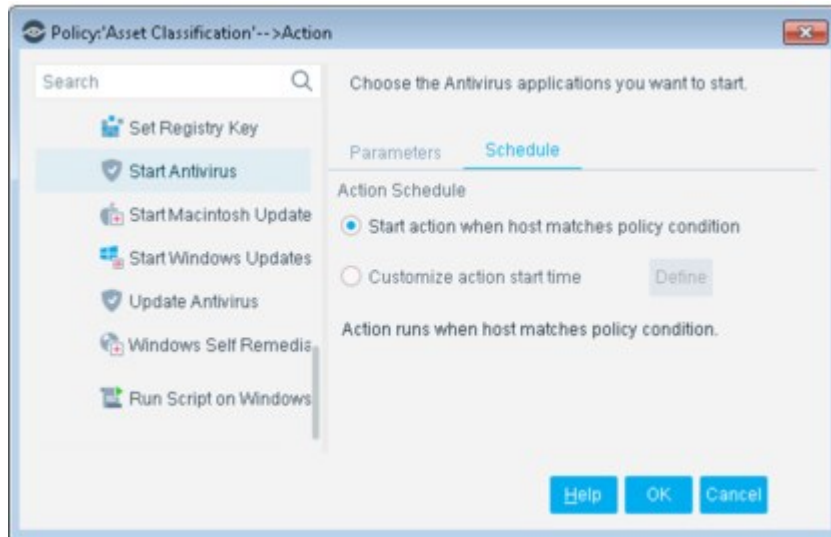 Policy:'Asset Classification'-->Action
Search
Set Registry Key
Start Antivirus
Start Macintosh Update
Start Windows Updates
Update Antivirus
Windows Self Remedia
Run Script on Windows
Choose the Antivirus applications you want to start.
Parameters Schedule
Action Schedule
Start action when host matches policy condition
Customize action start time Define
Action runs when host matches policy condition.
Help OK Cancel